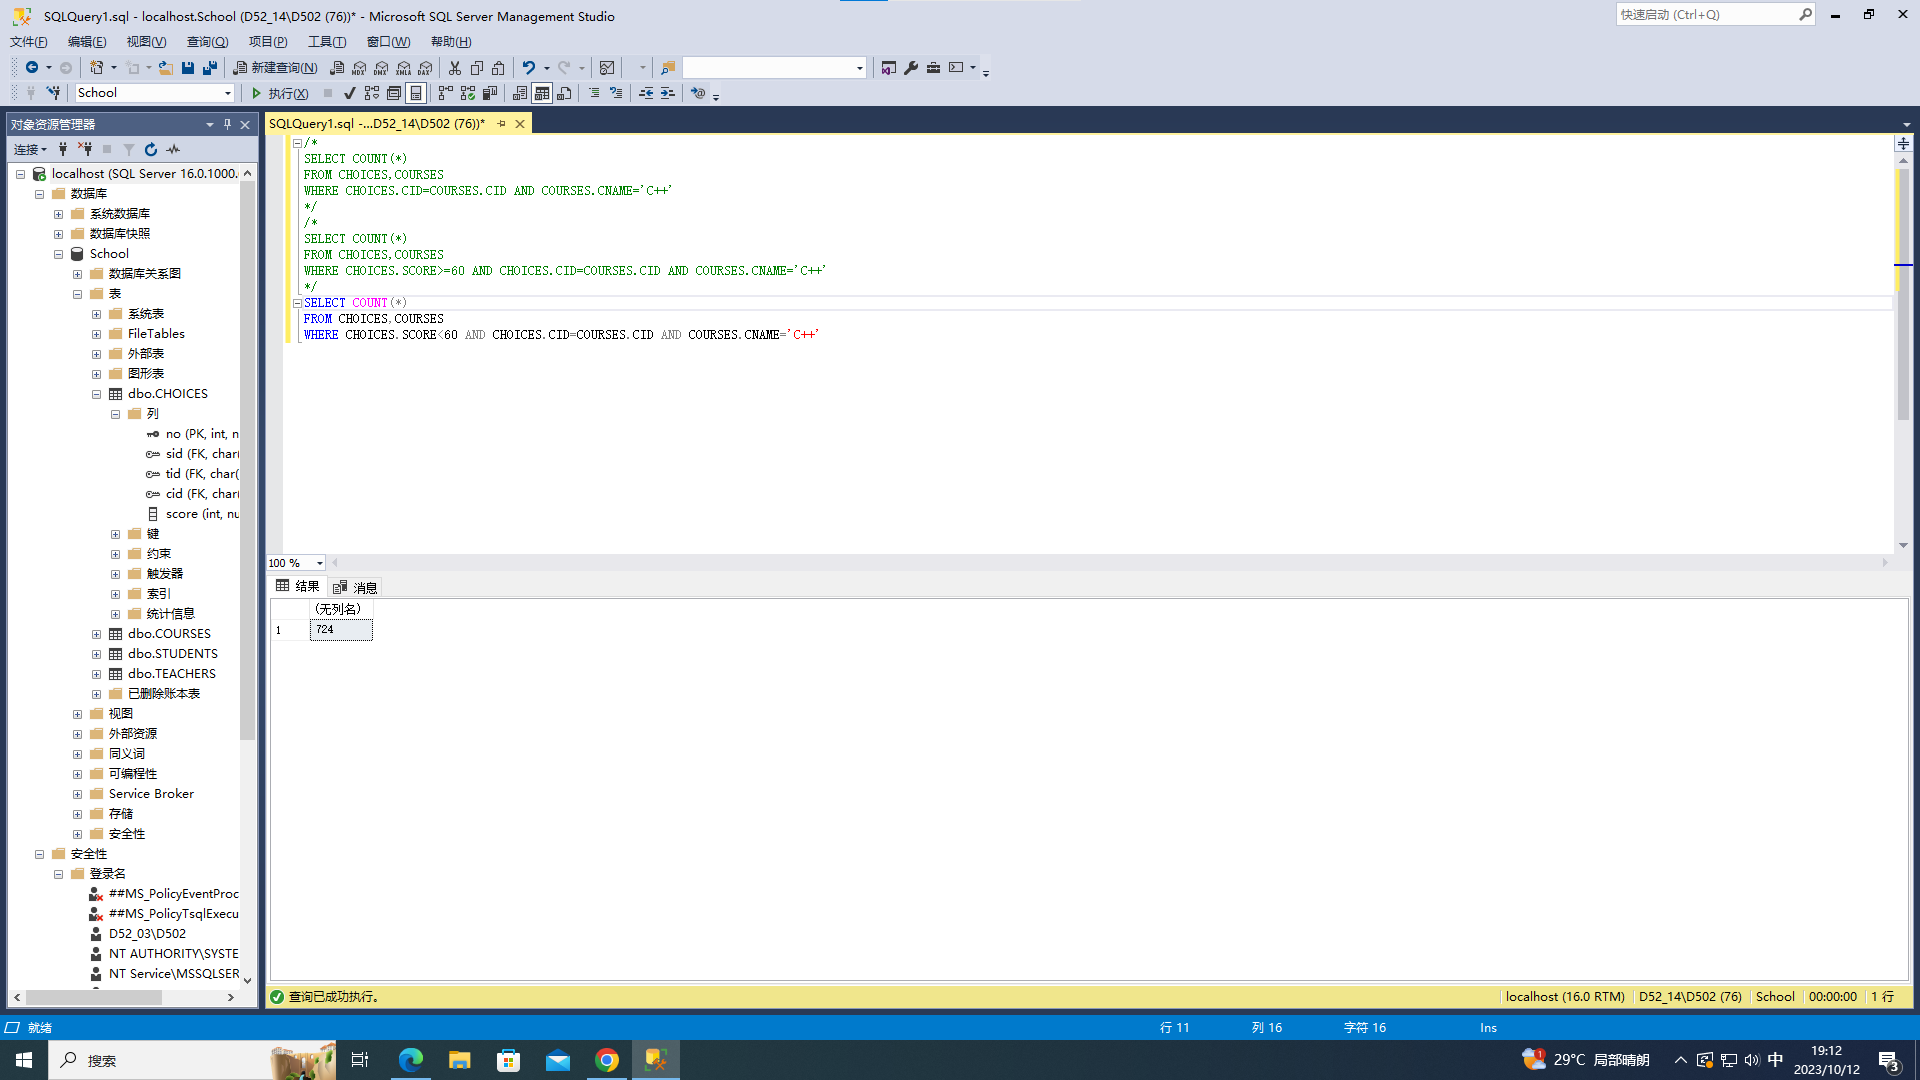 SQLQuery1.sql - localhost.School (D52_14\D502 (76))* - Microsoft SQL Server Management Studio
快速启动 (Ctrl+Q)
文件(F) 编辑(E) 视图(V) 查询(Q) 项目(P) 工具(T) 窗口(W) 帮助(H)
新建查询(N) MDX DMX XMLA DAX
School 执行(X)
对象资源管理器
SQLQuery1.sql -...D52_14\D502 (76))*
连接
localhost (SQL Server 16.0.1000.
数据库
系统数据库
数据库快照
School
数据库关系图
表
系统表
FileTables
外部表
图形表
dbo.CHOICES
列
no (PK, int, n
sid (FK, char(
tid (FK, char(
cid (FK, char(
score (int, nu
键
约束
触发器
索引
统计信息
dbo.COURSES
dbo.STUDENTS
dbo.TEACHERS
已删除账本表
视图
外部资源
同义词
可编程性
Service Broker
存储
安全性
安全性
登录名
##MS_PolicyEventProc
##MS_PolicyTsqlExecu
D52_03\D502
NT AUTHORITY\SYSTE
NT Service\MSSQLSER
/*
SELECT COUNT(*)
FROM CHOICES,COURSES
WHERE CHOICES.CID=COURSES.CID AND COURSES.CNAME='C++'
*/
/*
SELECT COUNT(*)
FROM CHOICES,COURSES
WHERE CHOICES.SCORE>=60 AND CHOICES.CID=COURSES.CID AND COURSES.CNAME='C++'
*/
SELECT COUNT(*)
FROM CHOICES,COURSES
WHERE CHOICES.SCORE<60 AND CHOICES.CID=COURSES.CID AND COURSES.CNAME='C++'
100 %
结果 消息
(无列名)
1 724
查询已成功执行。
localhost (16.0 RTM) D52_14\D502 (76) School 00:00:00 1 行
就绪 行 11 列 16 字符 16 Ins
搜索
29°C 局部晴朗
中
19:12
2023/10/12
3
1